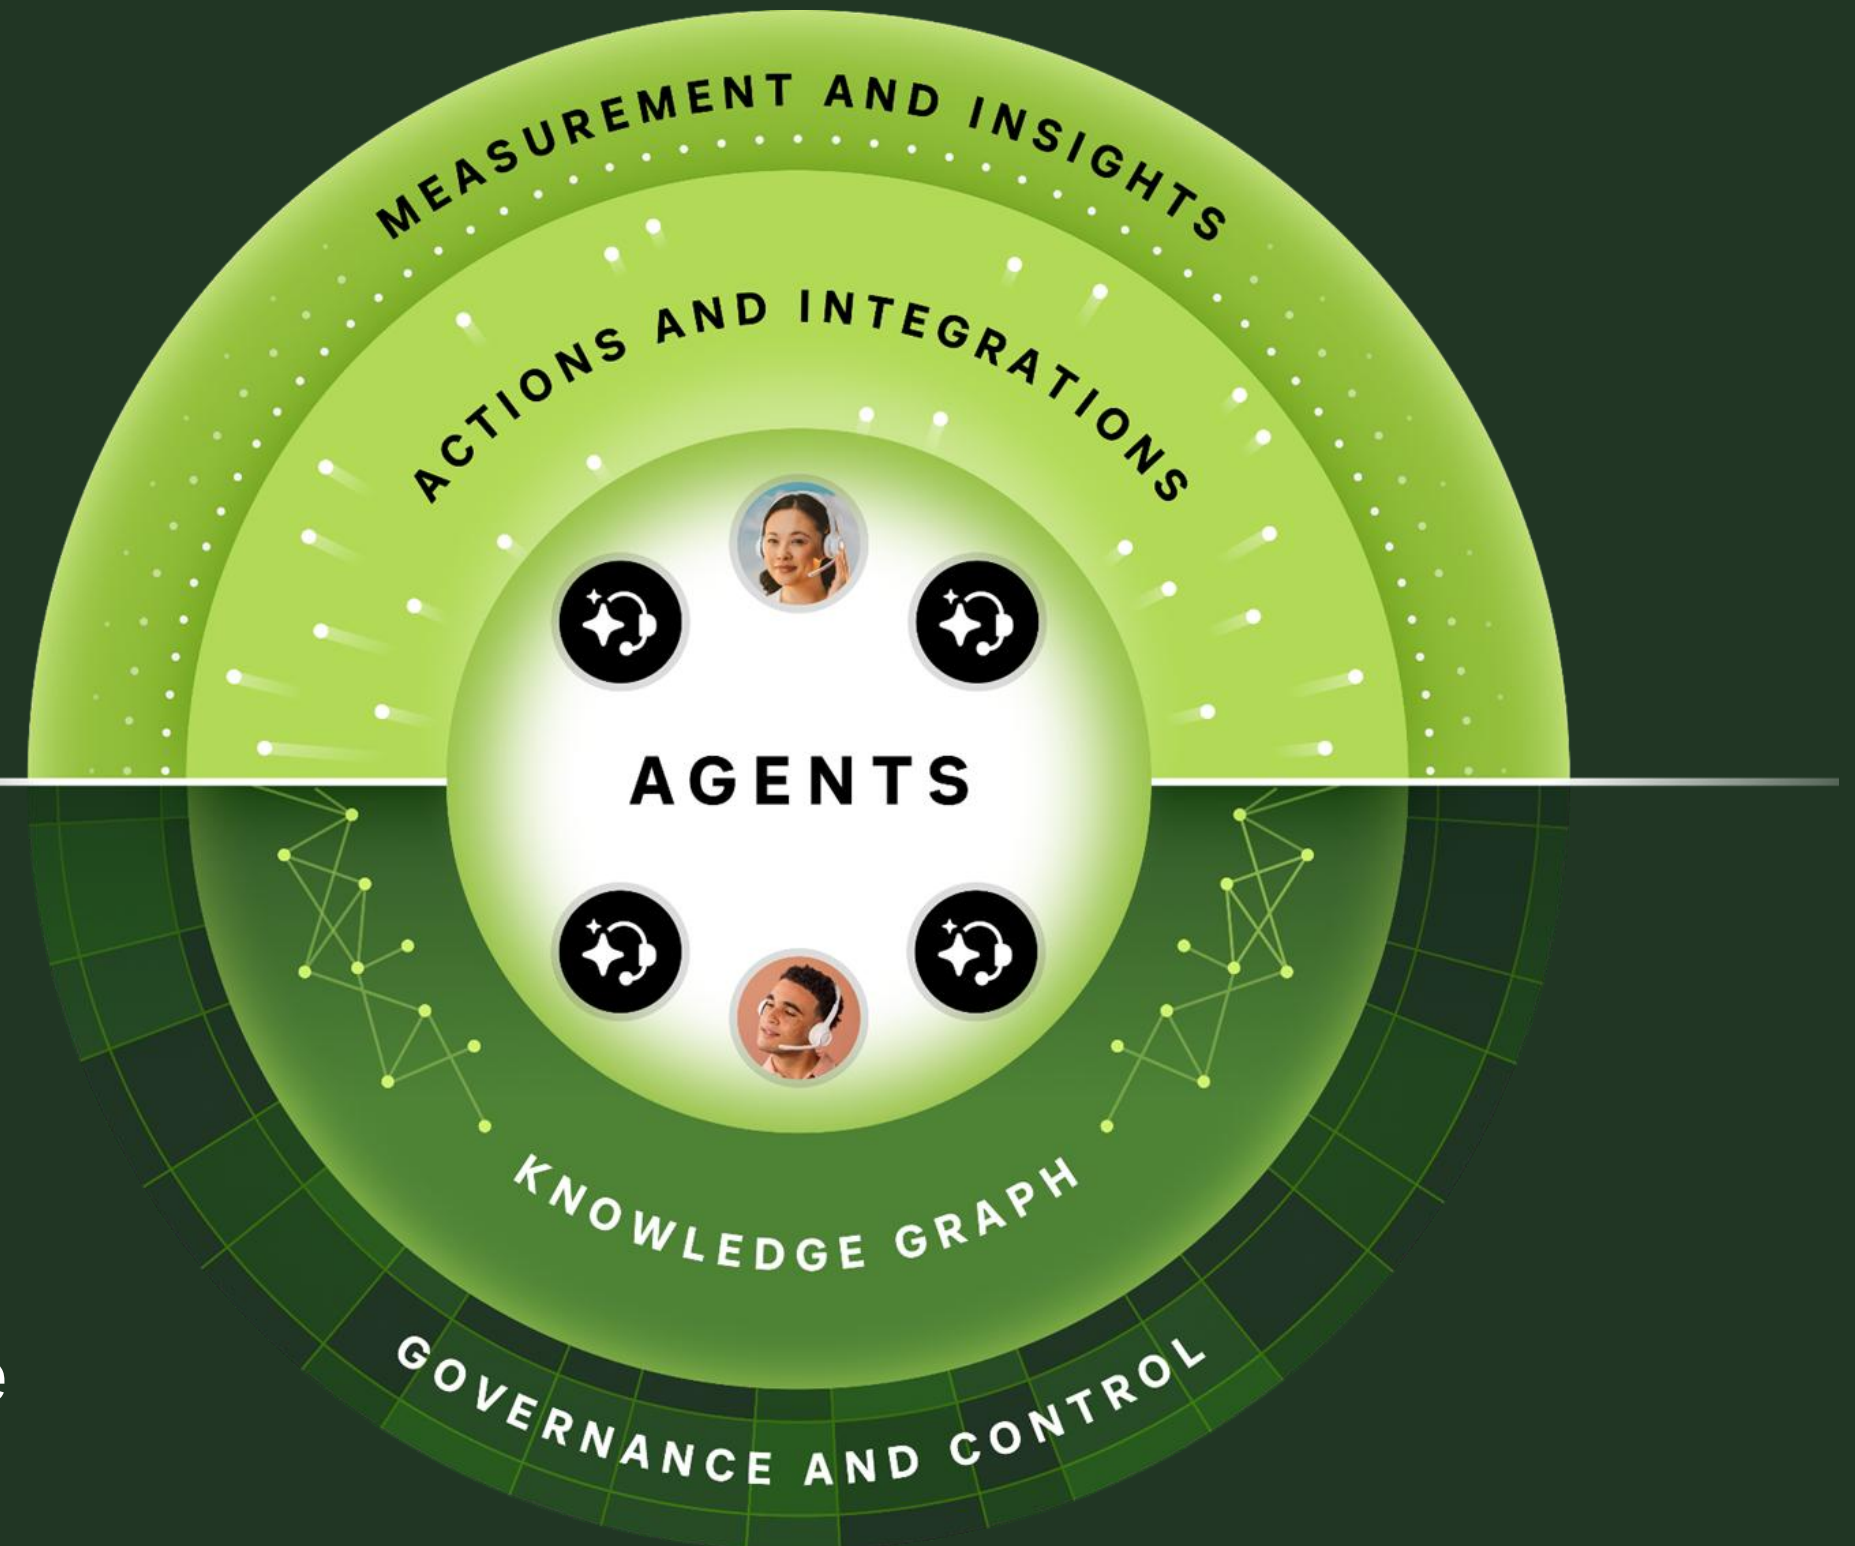 MEASUREMENT AND INSIGHTS
ACTIONS AND INTEGRATIONS
AGENTS
KNOWLEDGE GRAPH
e
GOVERNANCE AND CONTROL